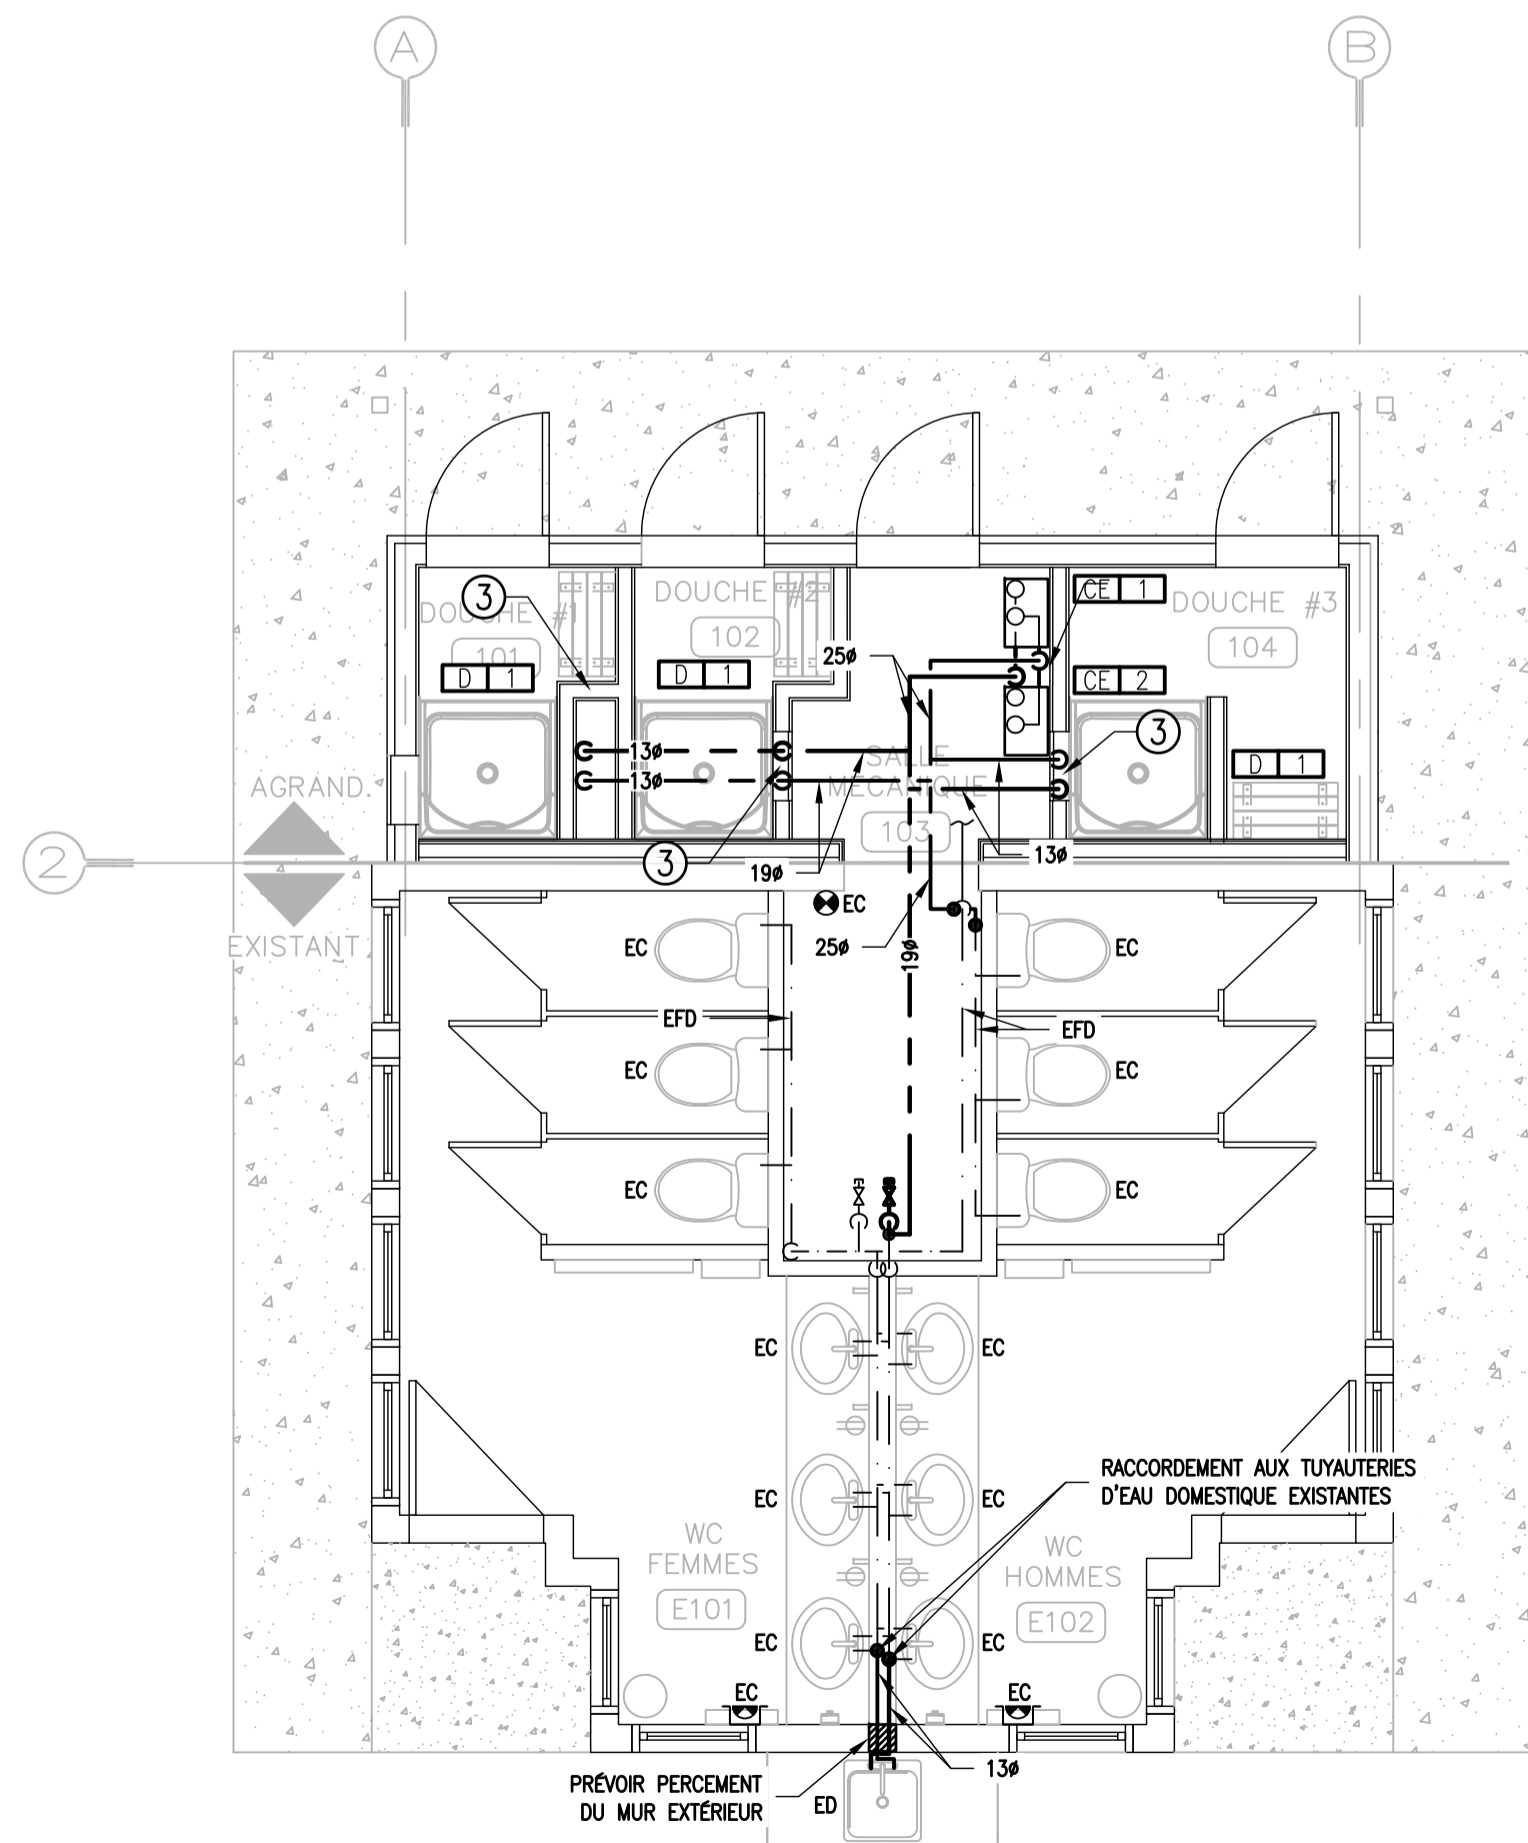 A
B
DOUCHE #1
101
3
DOUCHE #2
102
CE 1
DOUCHE #3
104
25ø
D 1
D 1
CE 2
3
13ø
13ø
SALLE
MÉCANIQUE
103
D 1
AGRAND.
2
3
19ø
13ø
EC
EXISTANT
EC
25ø
19ø
EC
EFD
EFD
EC
EC
EC
EC
EC
EC
RACCORDEMENT AUX TUYAUTERIES
D'EAU DOMESTIQUE EXISTANTES
EC
EC
WC
FEMMES
E101
WC
HOMMES
E102
EC
EC
EC
EC
13ø
PRÉVOIR PERCEMENT
DU MUR EXTÉRIEUR
ED